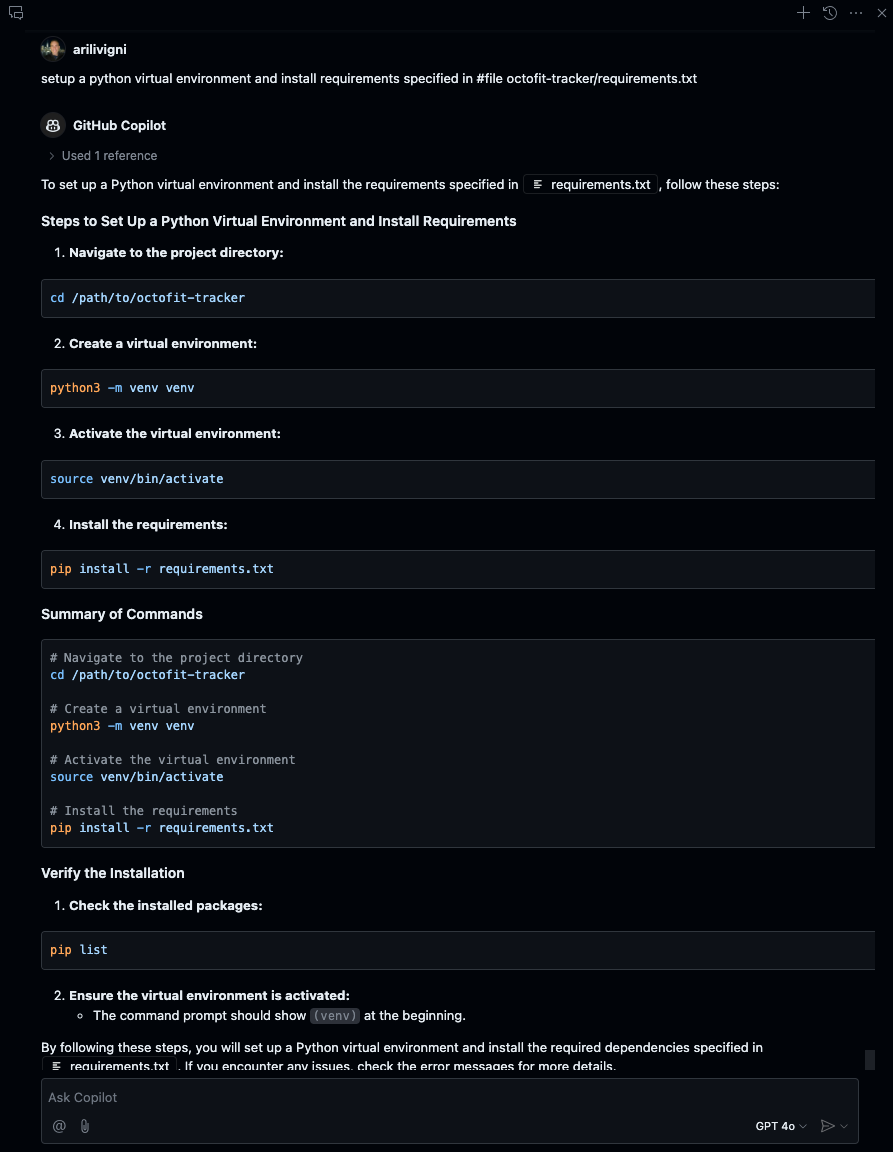 arilivigni
setup a python virtual environment and install requirements specified in #file octofit-tracker/requirements.txt
GitHub Copilot
Used 1 reference
To set up a Python virtual environment and install the requirements specified in requirements.txt, follow these steps:
Steps to Set Up a Python Virtual Environment and Install Requirements
1. Navigate to the project directory:
cd /path/to/octofit-tracker
2. Create a virtual environment:
python3 -m venv venv
3. Activate the virtual environment:
source venv/bin/activate
4. Install the requirements:
pip install -r requirements.txt
Summary of Commands
# Navigate to the project directory
cd /path/to/octofit-tracker
# Create a virtual environment
python3 -m venv venv
# Activate the virtual environment
source venv/bin/activate
# Install the requirements
pip install -r requirements.txt
Verify the Installation
1. Check the installed packages:
pip list
2. Ensure the virtual environment is activated:
The command prompt should show (venv) at the beginning.
By following these steps, you will set up a Python virtual environment and install the required dependencies specified in
requirements.txt. If you encounter any issues, check the error messages for more details.
Ask Copilot
GPT 4o